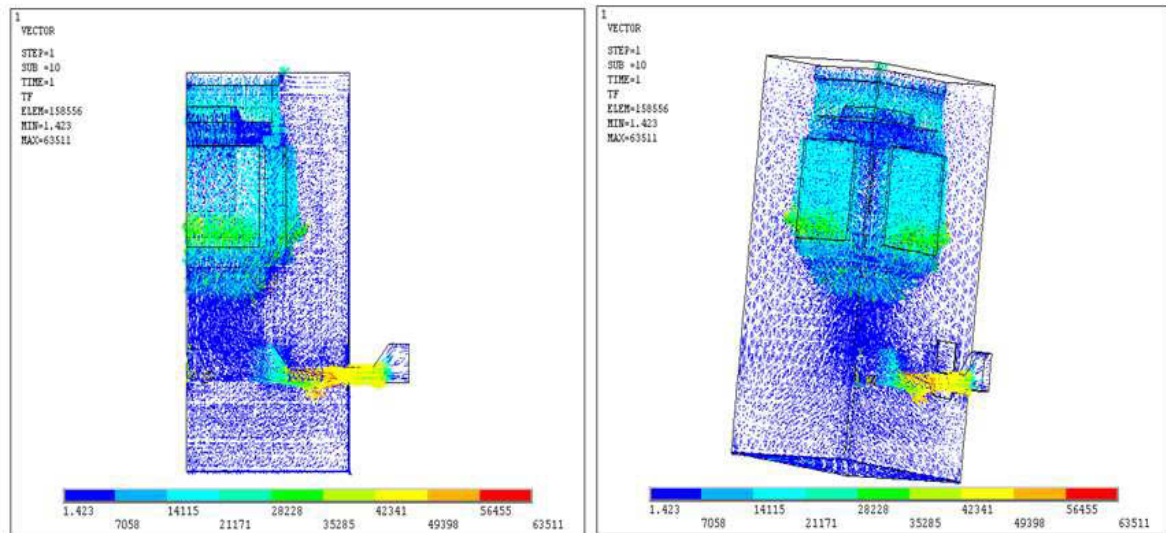 1
VECTOR
STEP=1
SUB =10
TIME=1
TF
ELEM=158556
MIN=1.423
MAX=63511
1.423 14115 28228 42341 56455
7058 21171 35285 49398 63511
1
VECTOR
STEP=1
SUB =10
TIME=1
TF
ELEM=158556
MIN=1.423
MAX=63511
1.423 14115 28228 42341 56455
7058 21171 35285 49398 63511